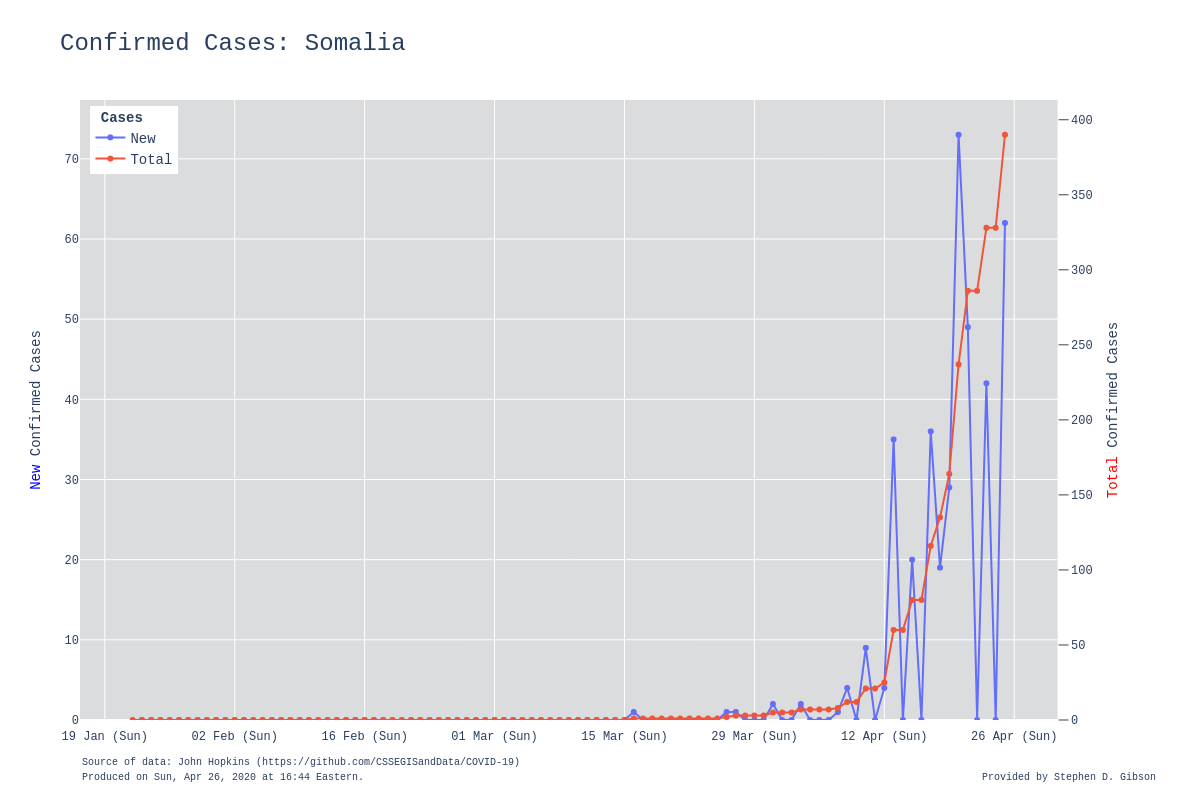 Confirmed Cases: Somalia
Cases
New
Total
70
60
50
40
30
20
10
0
New Confirmed Cases
400
350
300
250
200
150
100
50
0
Total Confirmed Cases
19 Jan (Sun)
02 Feb (Sun)
16 Feb (Sun)
01 Mar (Sun)
15 Mar (Sun)
29 Mar (Sun)
12 Apr (Sun)
26 Apr (Sun)
Source of data: John Hopkins (https://github.com/CSSEGISandData/COVID-19)
Produced on Sun, Apr 26, 2020 at 16:44 Eastern.
Provided by Stephen D. Gibson